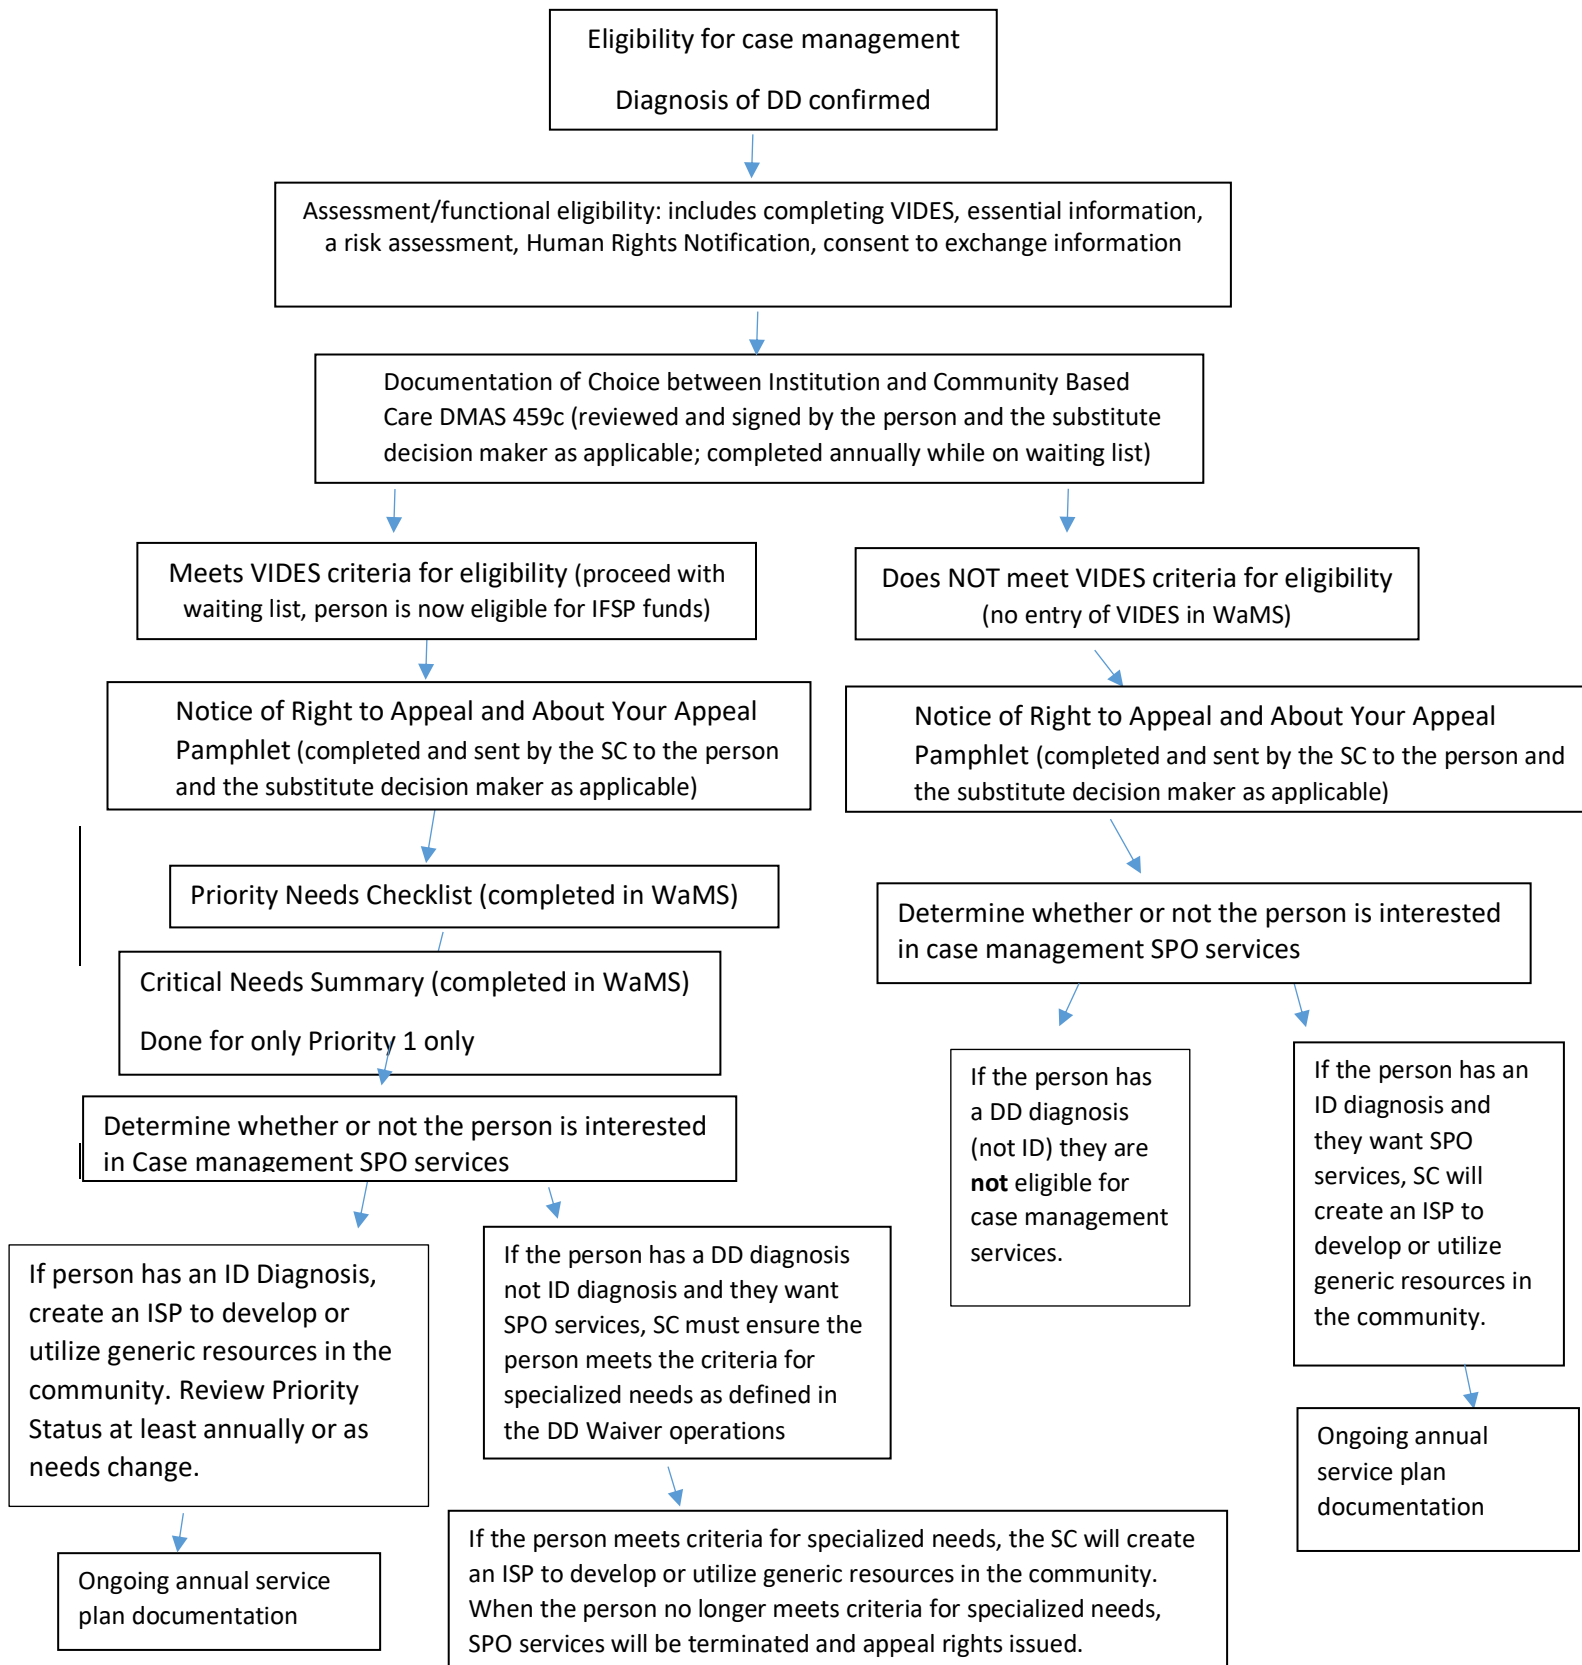 Eligibility for case management
Diagnosis of DD confirmed
Assessment/functional eligibility: includes completing VIDES, essential information,
a risk assessment, Human Rights Notification, consent to exchange information
Documentation of Choice between Institution and Community Based
Care DMAS 459c (reviewed and signed by the person and the substitute
decision maker as applicable; completed annually while on waiting list)
Meets VIDES criteria for eligibility (proceed with
waiting list, person is now eligible for IFSP funds)
Does NOT meet VIDES criteria for eligibility
(no entry of VIDES in WaMS)
Notice of Right to Appeal and About Your Appeal
Pamphlet (completed and sent by the SC to the person
and the substitute decision maker as applicable)
Notice of Right to Appeal and About Your Appeal
Pamphlet (completed and sent by the SC to the person and
the substitute decision maker as applicable)
Priority Needs Checklist (completed in WaMS)
Determine whether or not the person is interested
in case management SPO services
Critical Needs Summary (completed in WaMS)
Done for only Priority 1 only
Determine whether or not the person is interested
in Case management SPO services
If the person has
a DD diagnosis
(not ID) they are
not eligible for
case management
services.
If the person has an
ID diagnosis and
they want SPO
services, SC will
create an ISP to
develop or utilize
generic resources in
the community.
If person has an ID Diagnosis,
create an ISP to develop or
utilize generic resources in the
community. Review Priority
Status at least annually or as
needs change.
If the person has a DD diagnosis
not ID diagnosis and they want
SPO services, SC must ensure the
person meets the criteria for
specialized needs as defined in
the DD Waiver operations
Ongoing annual
service plan
documentation
Ongoing annual service
plan documentation
If the person meets criteria for specialized needs, the SC will create
an ISP to develop or utilize generic resources in the community.
When the person no longer meets criteria for specialized needs,
SPO services will be terminated and appeal rights issued.